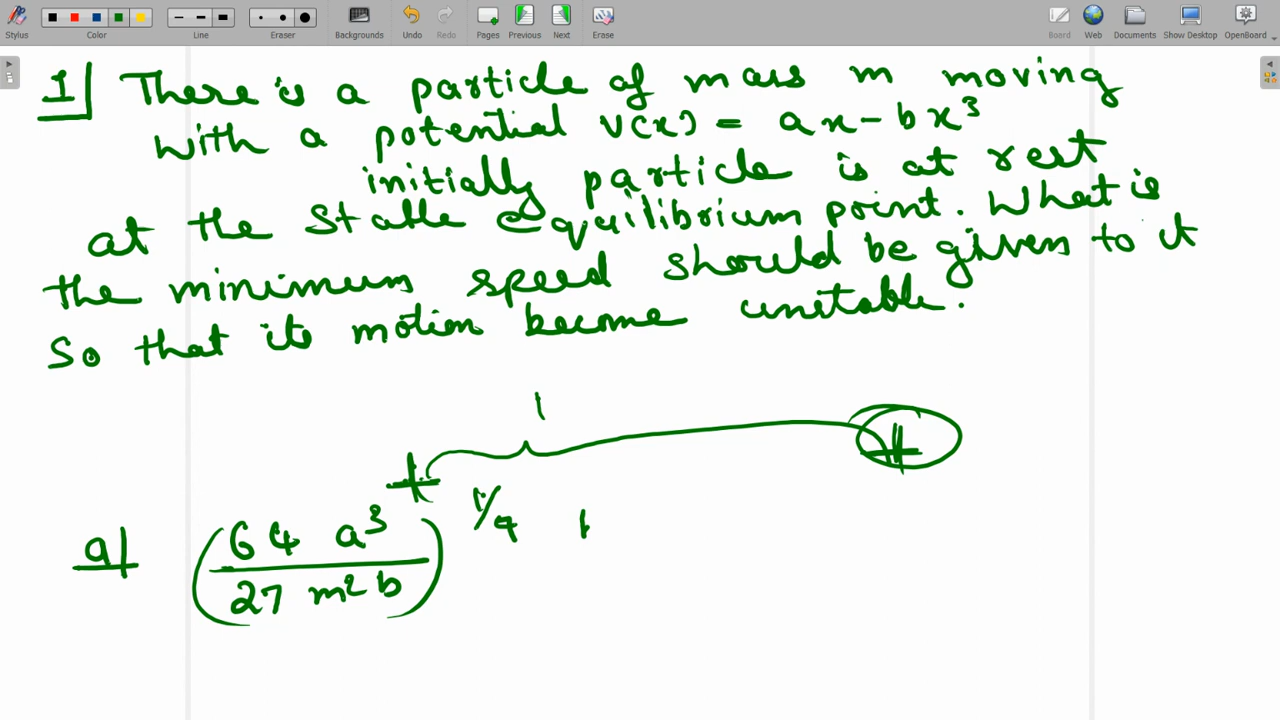 Stylus Color Line Eraser Backgrounds Undo Redo Pages Previous Next Erase Board Web Documents Show Desktop OpenBoard
1 There is a particle of mass m moving
with a potential V(x) = ax - bx³
initially particle is at rest
at the stable equilibrium point. What is
the minimum speed should be given to it
So that its motion become unstable.
a) (64 a³ / 27 m² b)^1/4